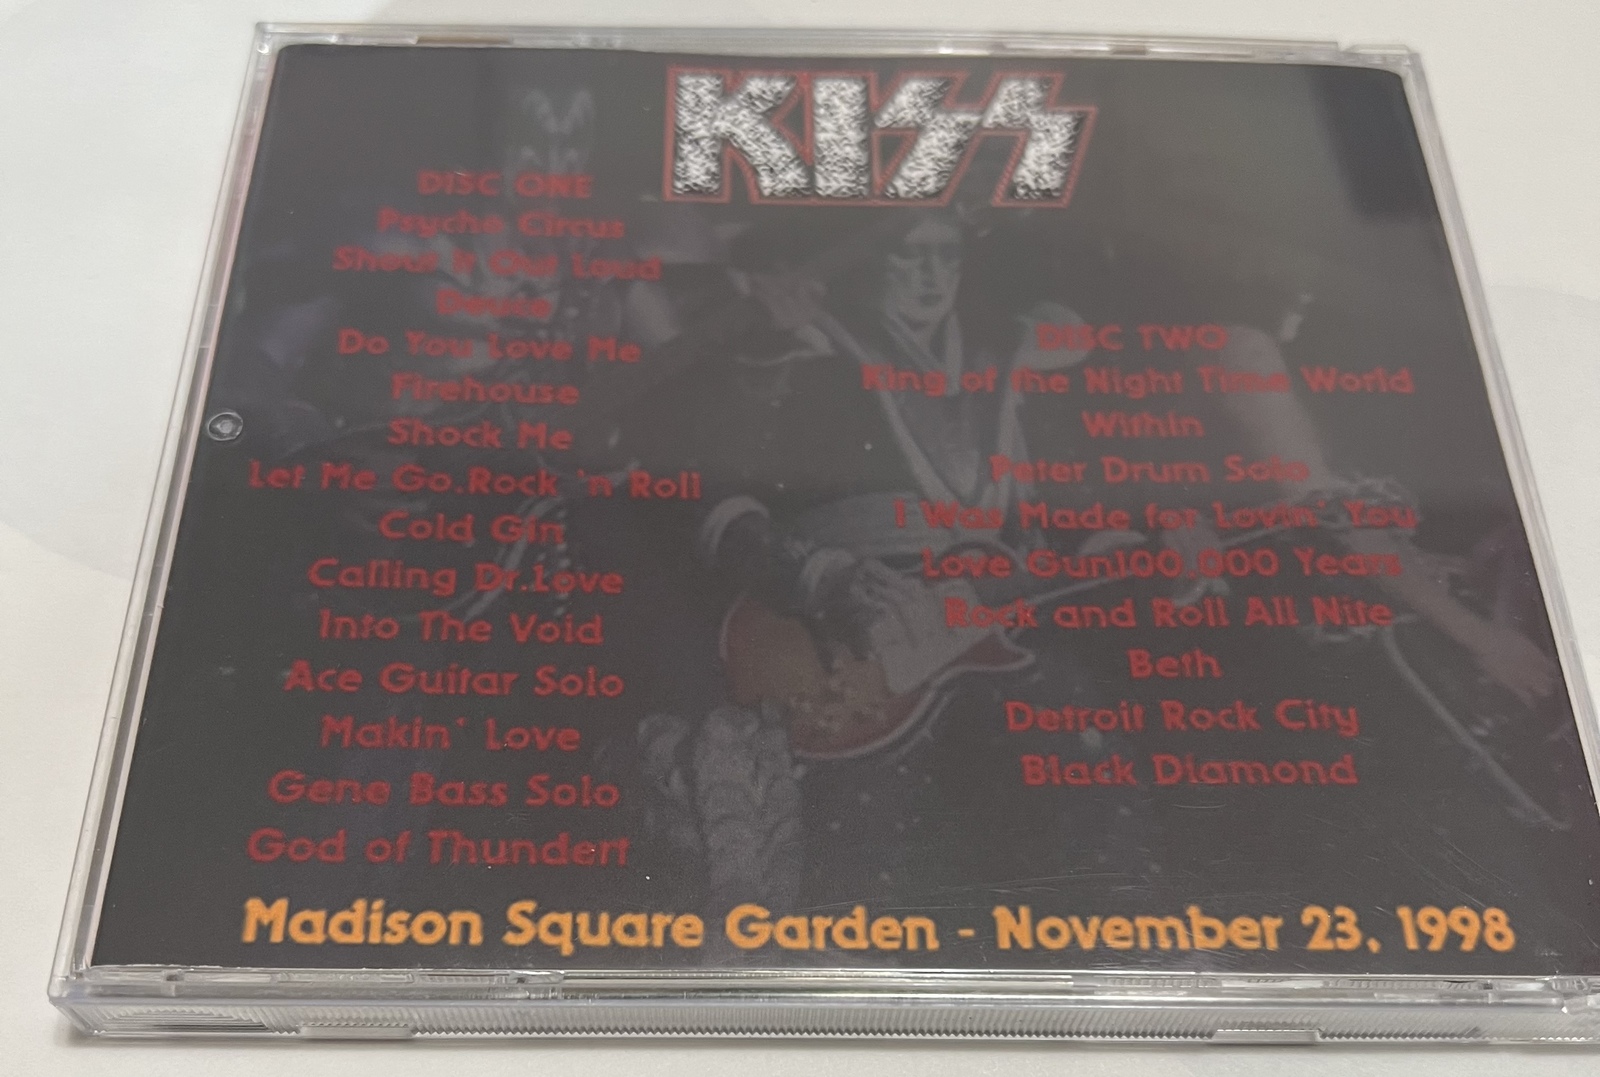 KISS
DISC ONE
Psycho Circus
Shout It Out Loud
Deuce
Do You Love Me
Firehouse
Shock Me
Let Me Go.Rock 'n Roll
Cold Gin
Calling Dr.Love
Into The Void
Ace Guitar Solo
Makin' Love
Gene Bass Solo
God of Thunderf
DISC TWO
King of the Night Time World
Within
Peter Drum Solo
I Was Made for Lovin' You
Love Gun100.000 Years
Rock and Roll All Nite
Beth
Detroit Rock City
Black Diamond
Madison Square Garden - November 23, 1998